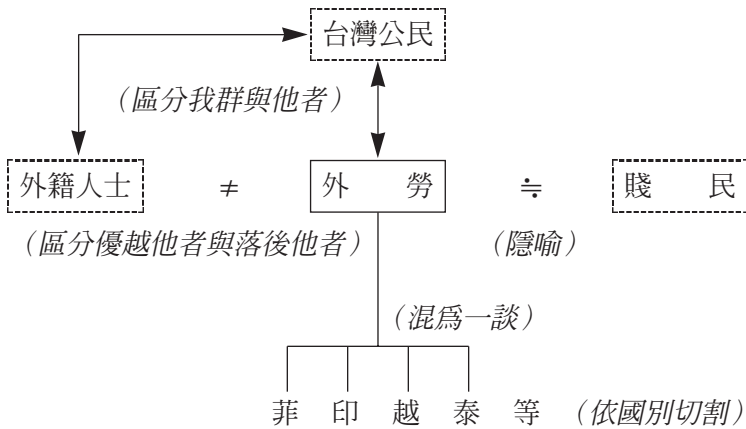 台灣公民
（區分我群與他者）
外籍人士 ≠ 外　勞 ≒ 賤　民
（區分優越他者與落後他者） （隱喻）
（混爲一談）
菲 印 越 泰 等 （依國別切割）